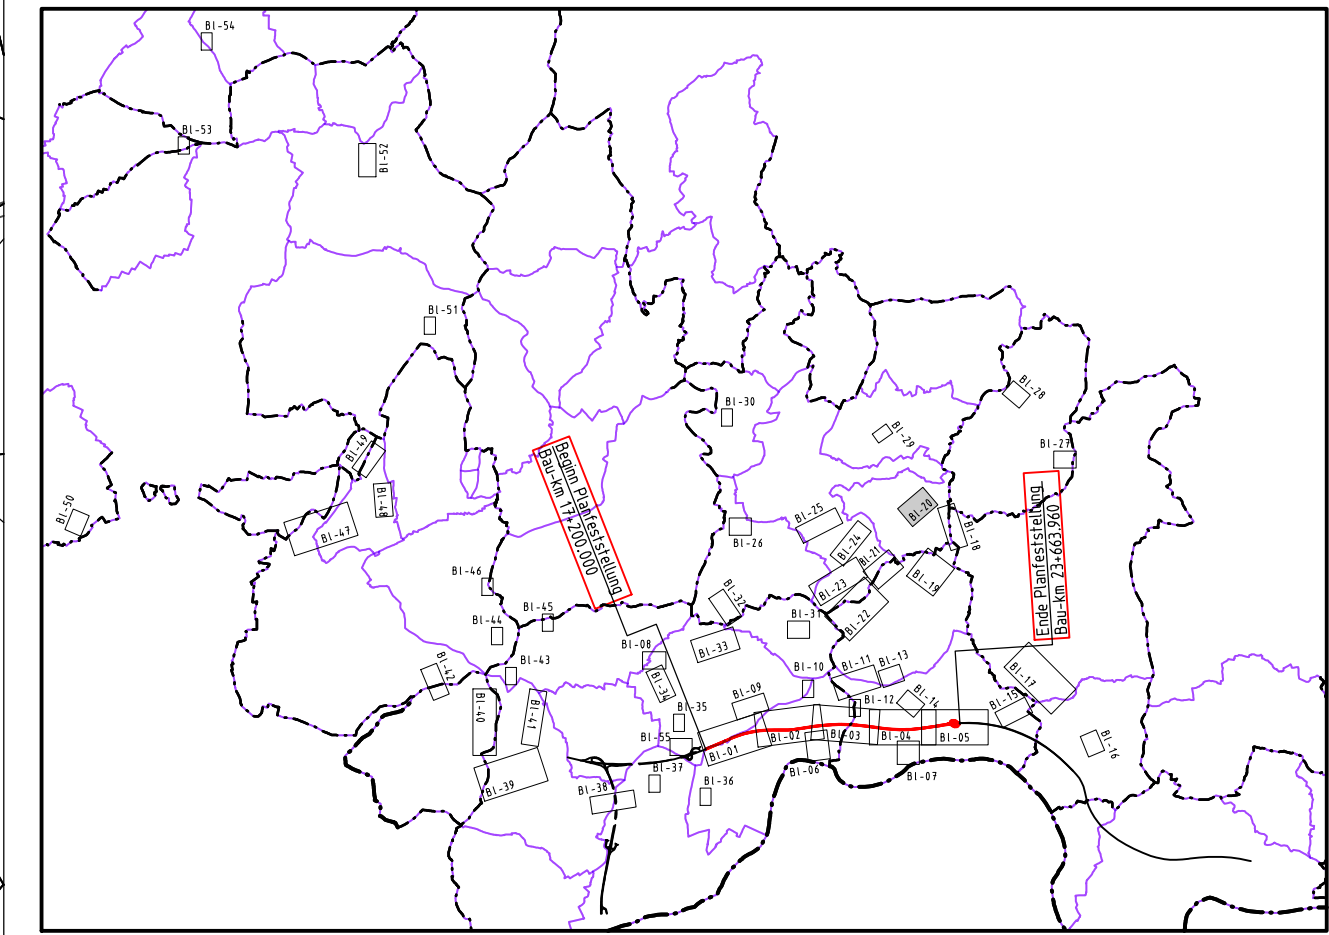 Bl-54
Bl-53
Bl-52
Bl-51
Bl-28
Bl-30
Bl-29
Bl-27
Bl-49
Bl-48
Bl-50
Bl-47
Beginn Planfeststellung
Bau-km 17+200.000
Ende Planfeststellung
Bau-km 23+663.960
Bl-25
Bl-20
Bl-18
Bl-26
Bl-24
Bl-21
Bl-19
Bl-23
Bl-22
Bl-46
Bl-45
Bl-44
Bl-32
Bl-31
Bl-33
Bl-08
Bl-43
Bl-42
Bl-34
Bl-10
Bl-11
Bl-13
Bl-17
Bl-40
Bl-41
Bl-09
Bl-12
Bl-14
Bl-15
Bl-35
Bl-55
Bl-01
Bl-02
Bl-03
Bl-04
Bl-05
Bl-16
Bl-06
Bl-07
Bl-39
Bl-38
Bl-37
Bl-36